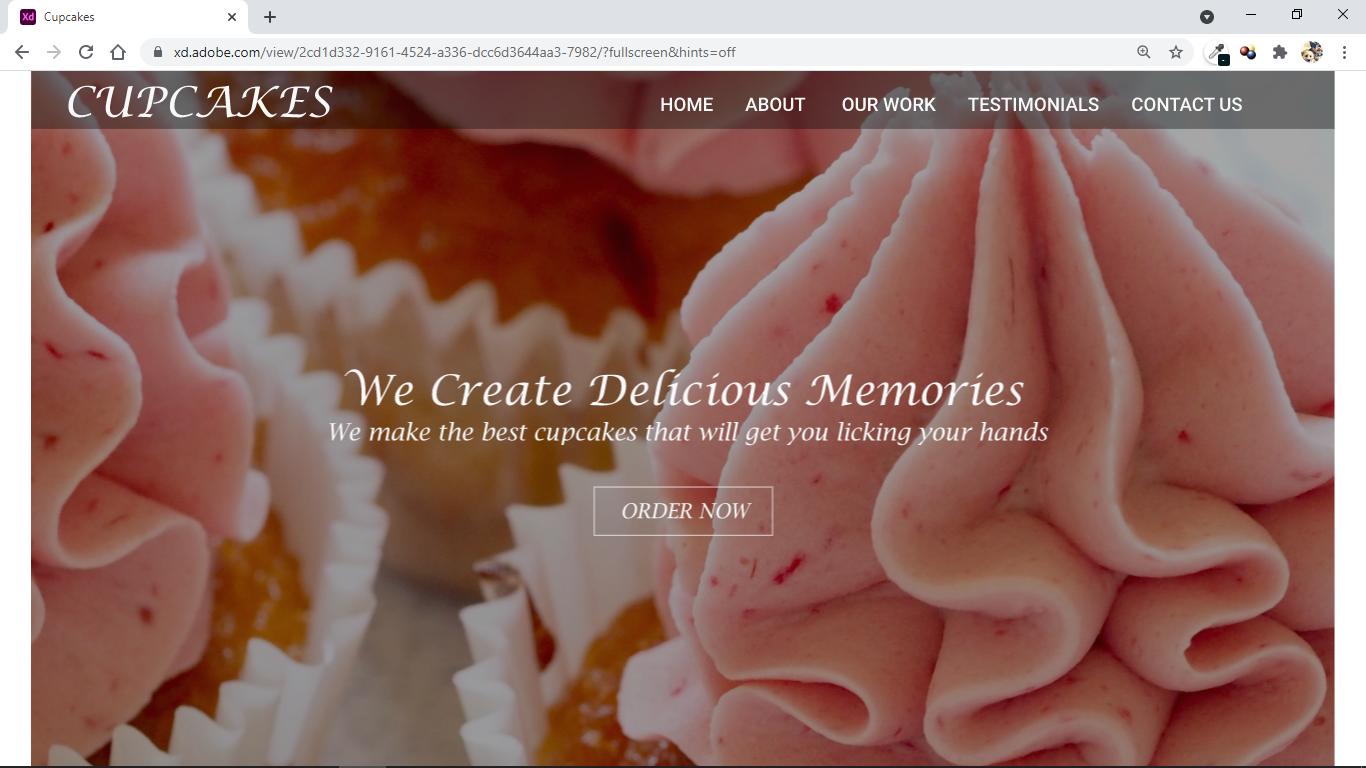 Cupcakes
xd.adobe.com/view/2cd1d332-9161-4524-a336-dcc6d3644aa3-7982/?fullscreen&hints=off
CUPCAKES HOME ABOUT OUR WORK TESTIMONIALS CONTACT US
We Create Delicious Memories
We make the best cupcakes that will get you licking your hands
ORDER NOW